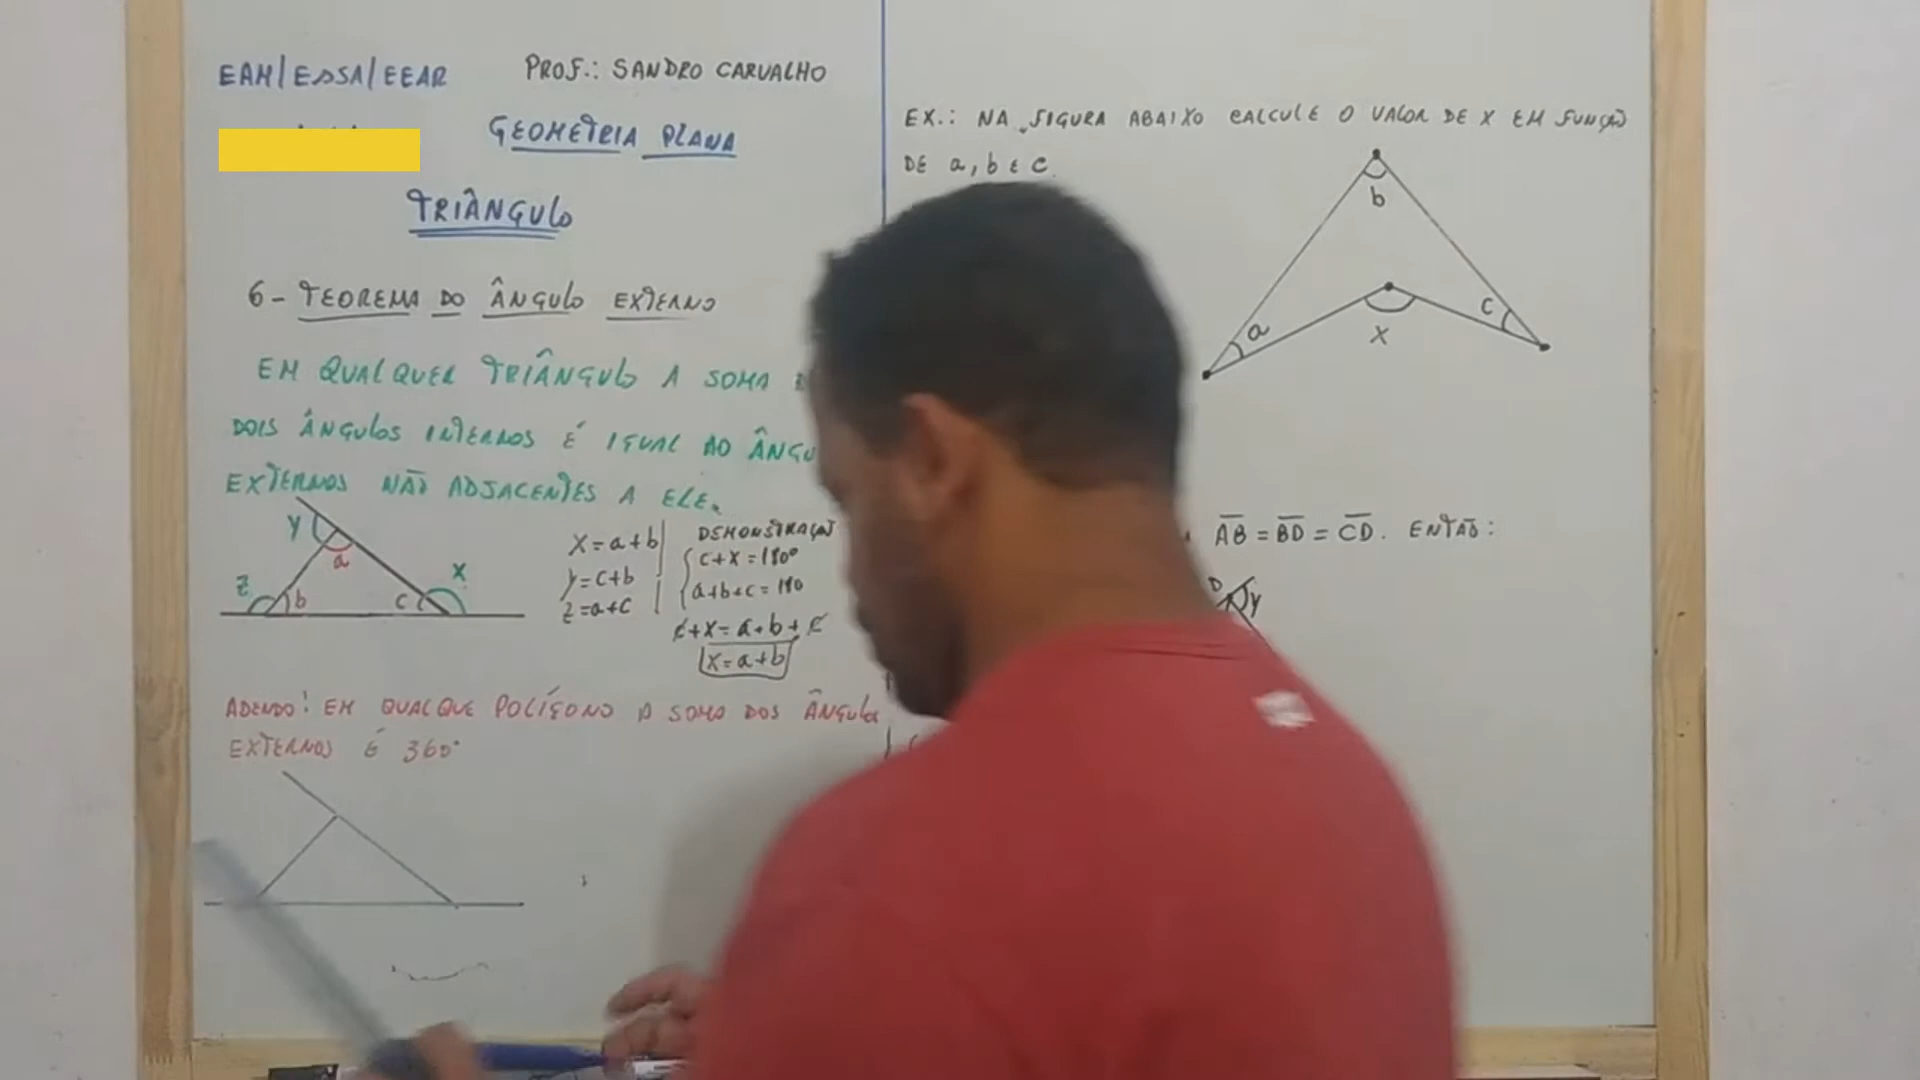 EAM/ESSA/EEAR
PROF.: SANDRO CARVALHO
GEOMETRIA PLANA
TRIÂNGULO
6 - TEOREMA DO ÂNGULO EXTERNO
EM QUALQUER TRIÂNGULO A SOMA
DOIS ÂNGULOS INTERNOS É IGUAL AO
EXTERNOS NÃO ADJACENTES A ELE.
y
a
z
b
c
x
X = a + b
y = c + b
z = a + c
DEMONSTRAÇÃO
c + x = 180°
a + b + c = 180
c + x = a + b + c
x = a + b
ADENDO! EM QUALQUE POLÍGONO A SOMA DOS ÂNGULOS
EXTERNOS É 360°
EX.: NA FIGURA ABAIXO CALCULE O VALOR DE X EM FUNÇÃO
DE a, b E c.
b
a
x
c
AB = BD = CD. ENTÃO:
D
y